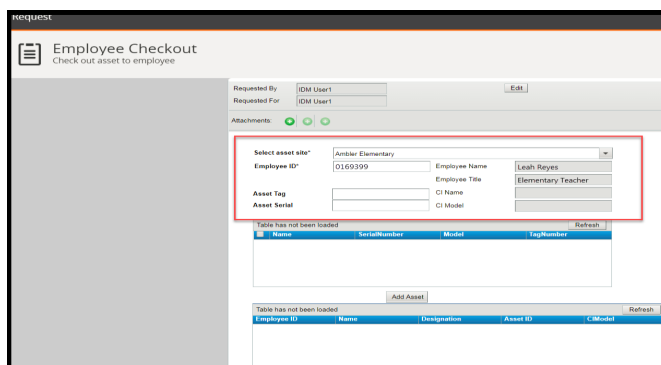 Request
Employee Checkout
Check out asset to employee
Requested By IDM User1 Edit
Requested For IDM User1
Attachments:
Select asset site* Ambler Elementary
Employee ID* 0169399 Employee Name Leah Reyes
Employee Title Elementary Teacher
Asset Tag CI Name
Asset Serial CI Model
Table has not been loaded Refresh
Name SerialNumber Model TagNumber
Add Asset
Table has not been loaded Refresh
Employee ID Name Designation Asset ID CIModel